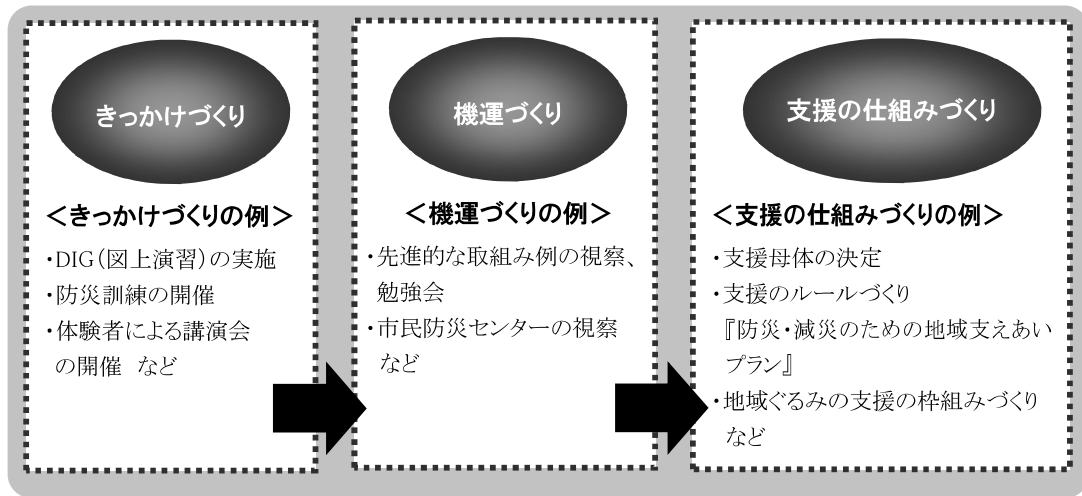 きっかけづくり
＜きっかけづくりの例＞
・DIG（図上演習）の実施
・防災訓練の開催
・体験者による講演会
の開催　など
機運づくり
＜機運づくりの例＞
・先進的な取組み例の視察、
勉強会
・市民防災センターの視察
など
支援の仕組みづくり
＜支援の仕組みづくりの例＞
・支援母体の決定
・支援のルールづくり
『防災・減災のための地域支えあい
プラン』
・地域ぐるみの支援の枠組みづくり
など